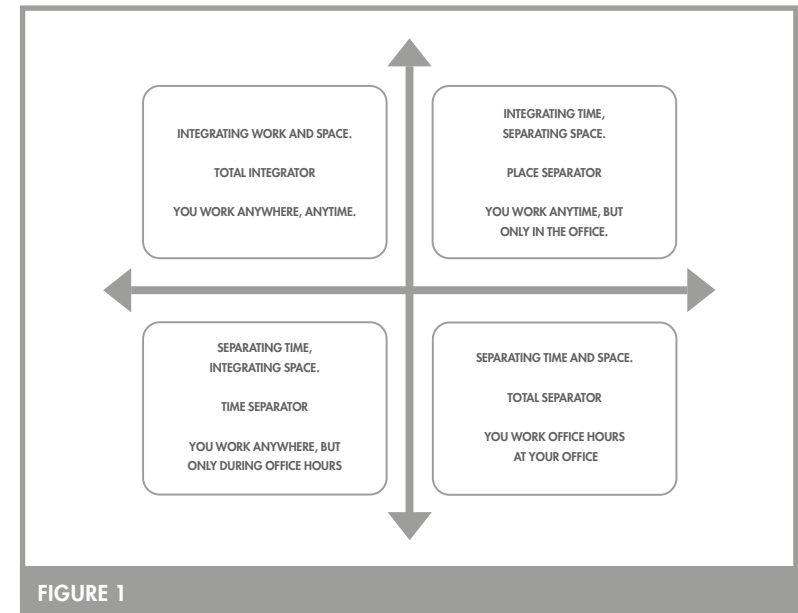 INTEGRATING WORK AND SPACE.
TOTAL INTEGRATOR
YOU WORK ANYWHERE, ANYTIME.
INTEGRATING TIME,
SEPARATING SPACE.
PLACE SEPARATOR
YOU WORK ANYTIME, BUT
ONLY IN THE OFFICE.
SEPARATING TIME,
INTEGRATING SPACE.
TIME SEPARATOR
YOU WORK ANYWHERE, BUT
ONLY DURING OFFICE HOURS
SEPARATING TIME AND SPACE.
TOTAL SEPARATOR
YOU WORK OFFICE HOURS
AT YOUR OFFICE
FIGURE 1